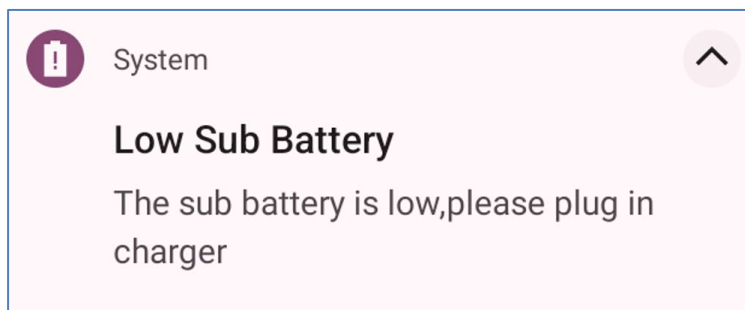 System
Low Sub Battery
The sub battery is low,please plug in
charger